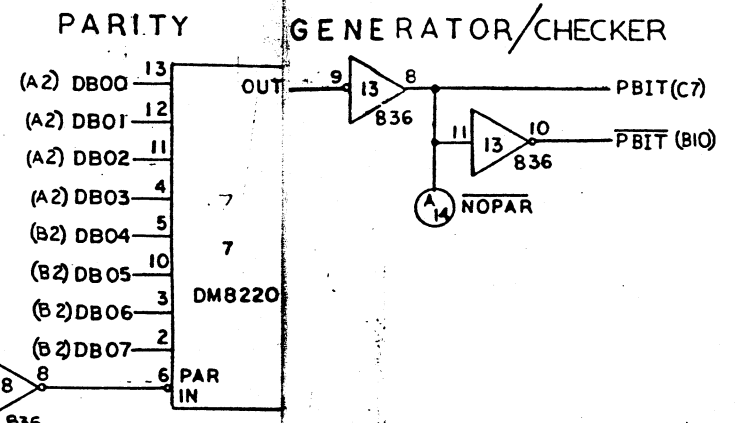 PARITY GENERATOR/CHECKER
13
(A2) DB00
OUT
9
13
8
836
PBIT (C7)
12
(A2) DB01
11
(A2) DB02
11
13
10
836
PBIT (B10)
4
(A2) DB03
A
14
NOPAR
5
(B2) DB04
7
10
(B2) DB05
3
(B2) DB06
DM8220
2
(B2) DB07
8
8
6
PAR
IN
836